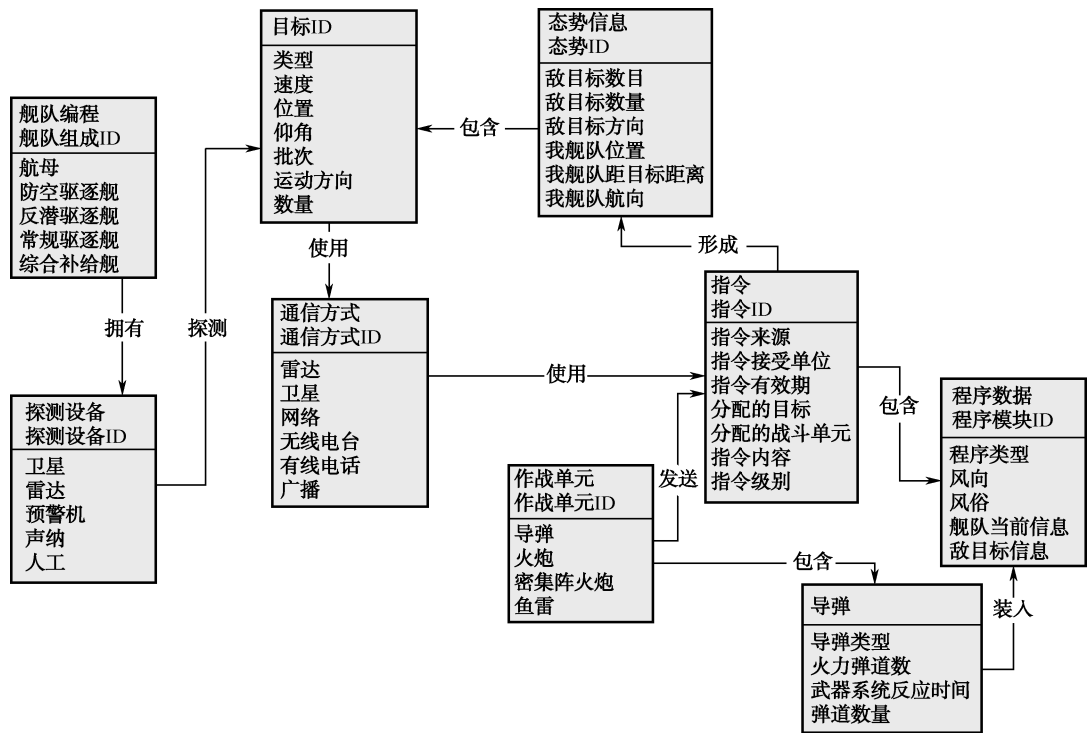 目标ID
类型
速度
位置
仰角
批次
运动方向
数量
态势信息
态势ID
敌目标数目
敌目标数量
敌目标方向
我舰队位置
我舰队距目标距离
我舰队航向
舰队编程
舰队组成ID
航母
防空驱逐舰
反潜驱逐舰
常规驱逐舰
综合补给舰
包含
使用
形成
拥有
探测
通信方式
通信方式ID
雷达
卫星
网络
无线电台
有线电话
广播
使用
指令
指令ID
指令来源
指令接受单位
指令有效期
分配的目标
分配的战斗单元
指令内容
指令级别
包含
程序数据
程序模块ID
程序类型
风向
风俗
舰队当前信息
敌目标信息
探测设备
探测设备ID
卫星
雷达
预警机
声纳
人工
作战单元
作战单元ID
导弹
火炮
密集阵火炮
鱼雷
发送
包含
装入
导弹
导弹类型
火力弹道数
武器系统反应时间
弹道数量